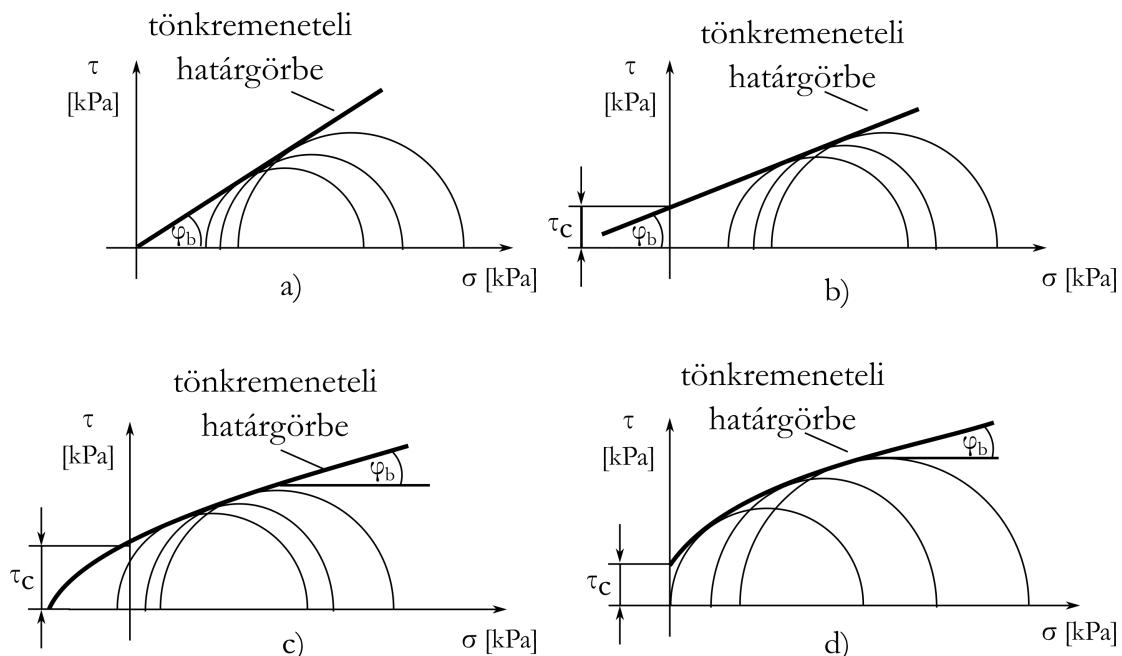 tönkremeneteli
határgörbe
τ
[kPa]
φb
σ [kPa]
a)
tönkremeneteli
határgörbe
τ
[kPa]
τc
φb
σ [kPa]
b)
tönkremeneteli
határgörbe
τ
[kPa]
φb
τc
σ [kPa]
c)
tönkremeneteli
határgörbe
τ
[kPa]
φb
τc
σ [kPa]
d)